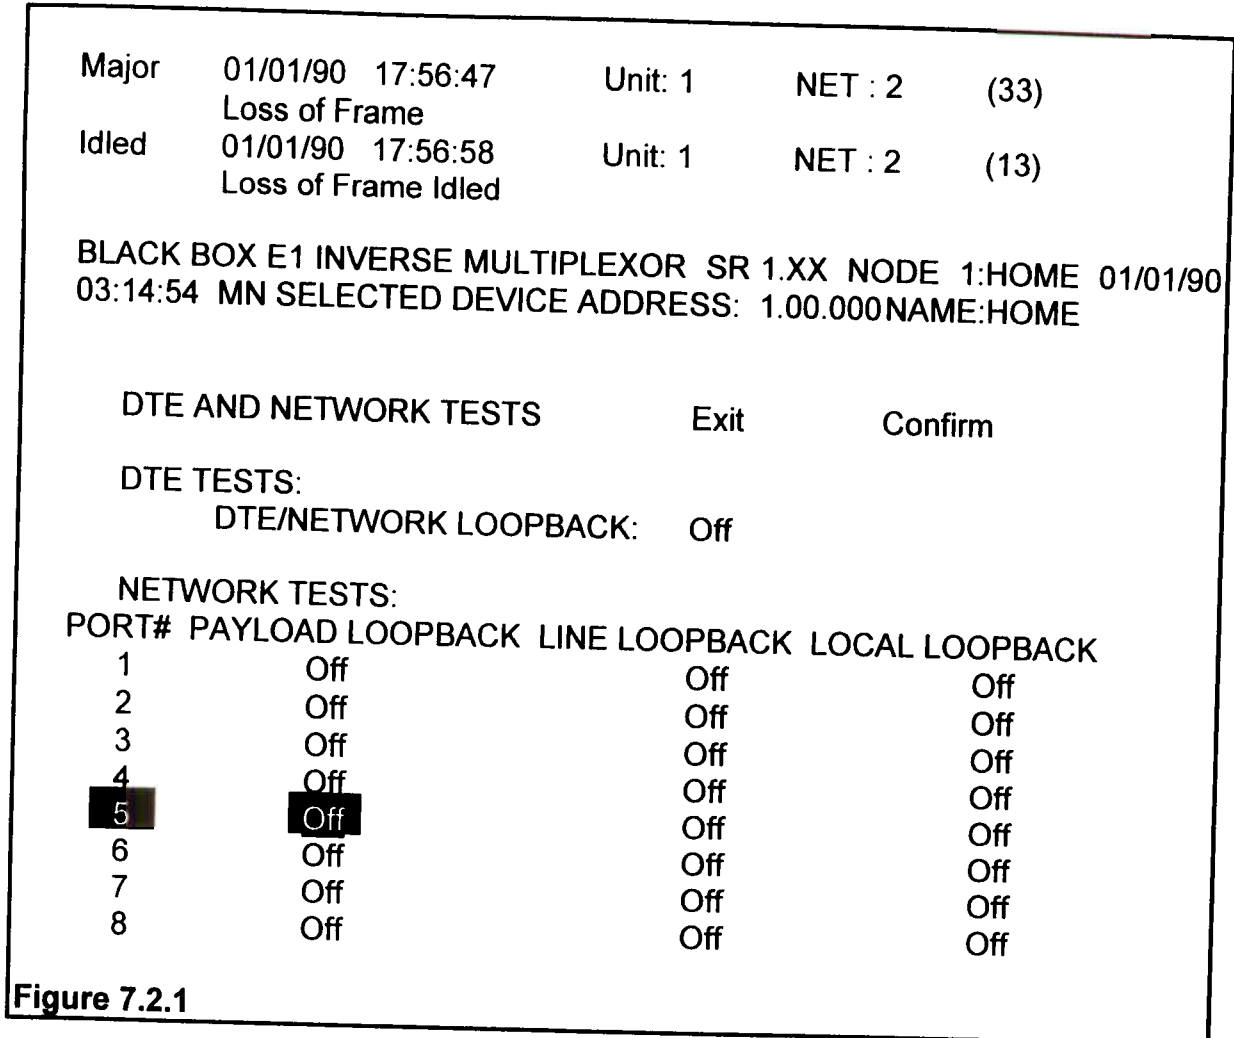 Major 01/01/90 17:56:47 Unit: 1 NET : 2 (33)
Loss of Frame
Idled 01/01/90 17:56:58 Unit: 1 NET : 2 (13)
Loss of Frame Idled
BLACK BOX E1 INVERSE MULTIPLEXOR SR 1.XX NODE 1:HOME 01/01/90
03:14:54 MN SELECTED DEVICE ADDRESS: 1.00.000NAME:HOME
DTE AND NETWORK TESTS Exit Confirm
DTE TESTS:
DTE/NETWORK LOOPBACK: Off
NETWORK TESTS:
PORT# PAYLOAD LOOPBACK LINE LOOPBACK LOCAL LOOPBACK
1 Off Off Off
2 Off Off Off
3 Off Off Off
4 Off Off Off
5 Off Off Off
6 Off Off Off
7 Off Off Off
8 Off Off Off
Figure 7.2.1